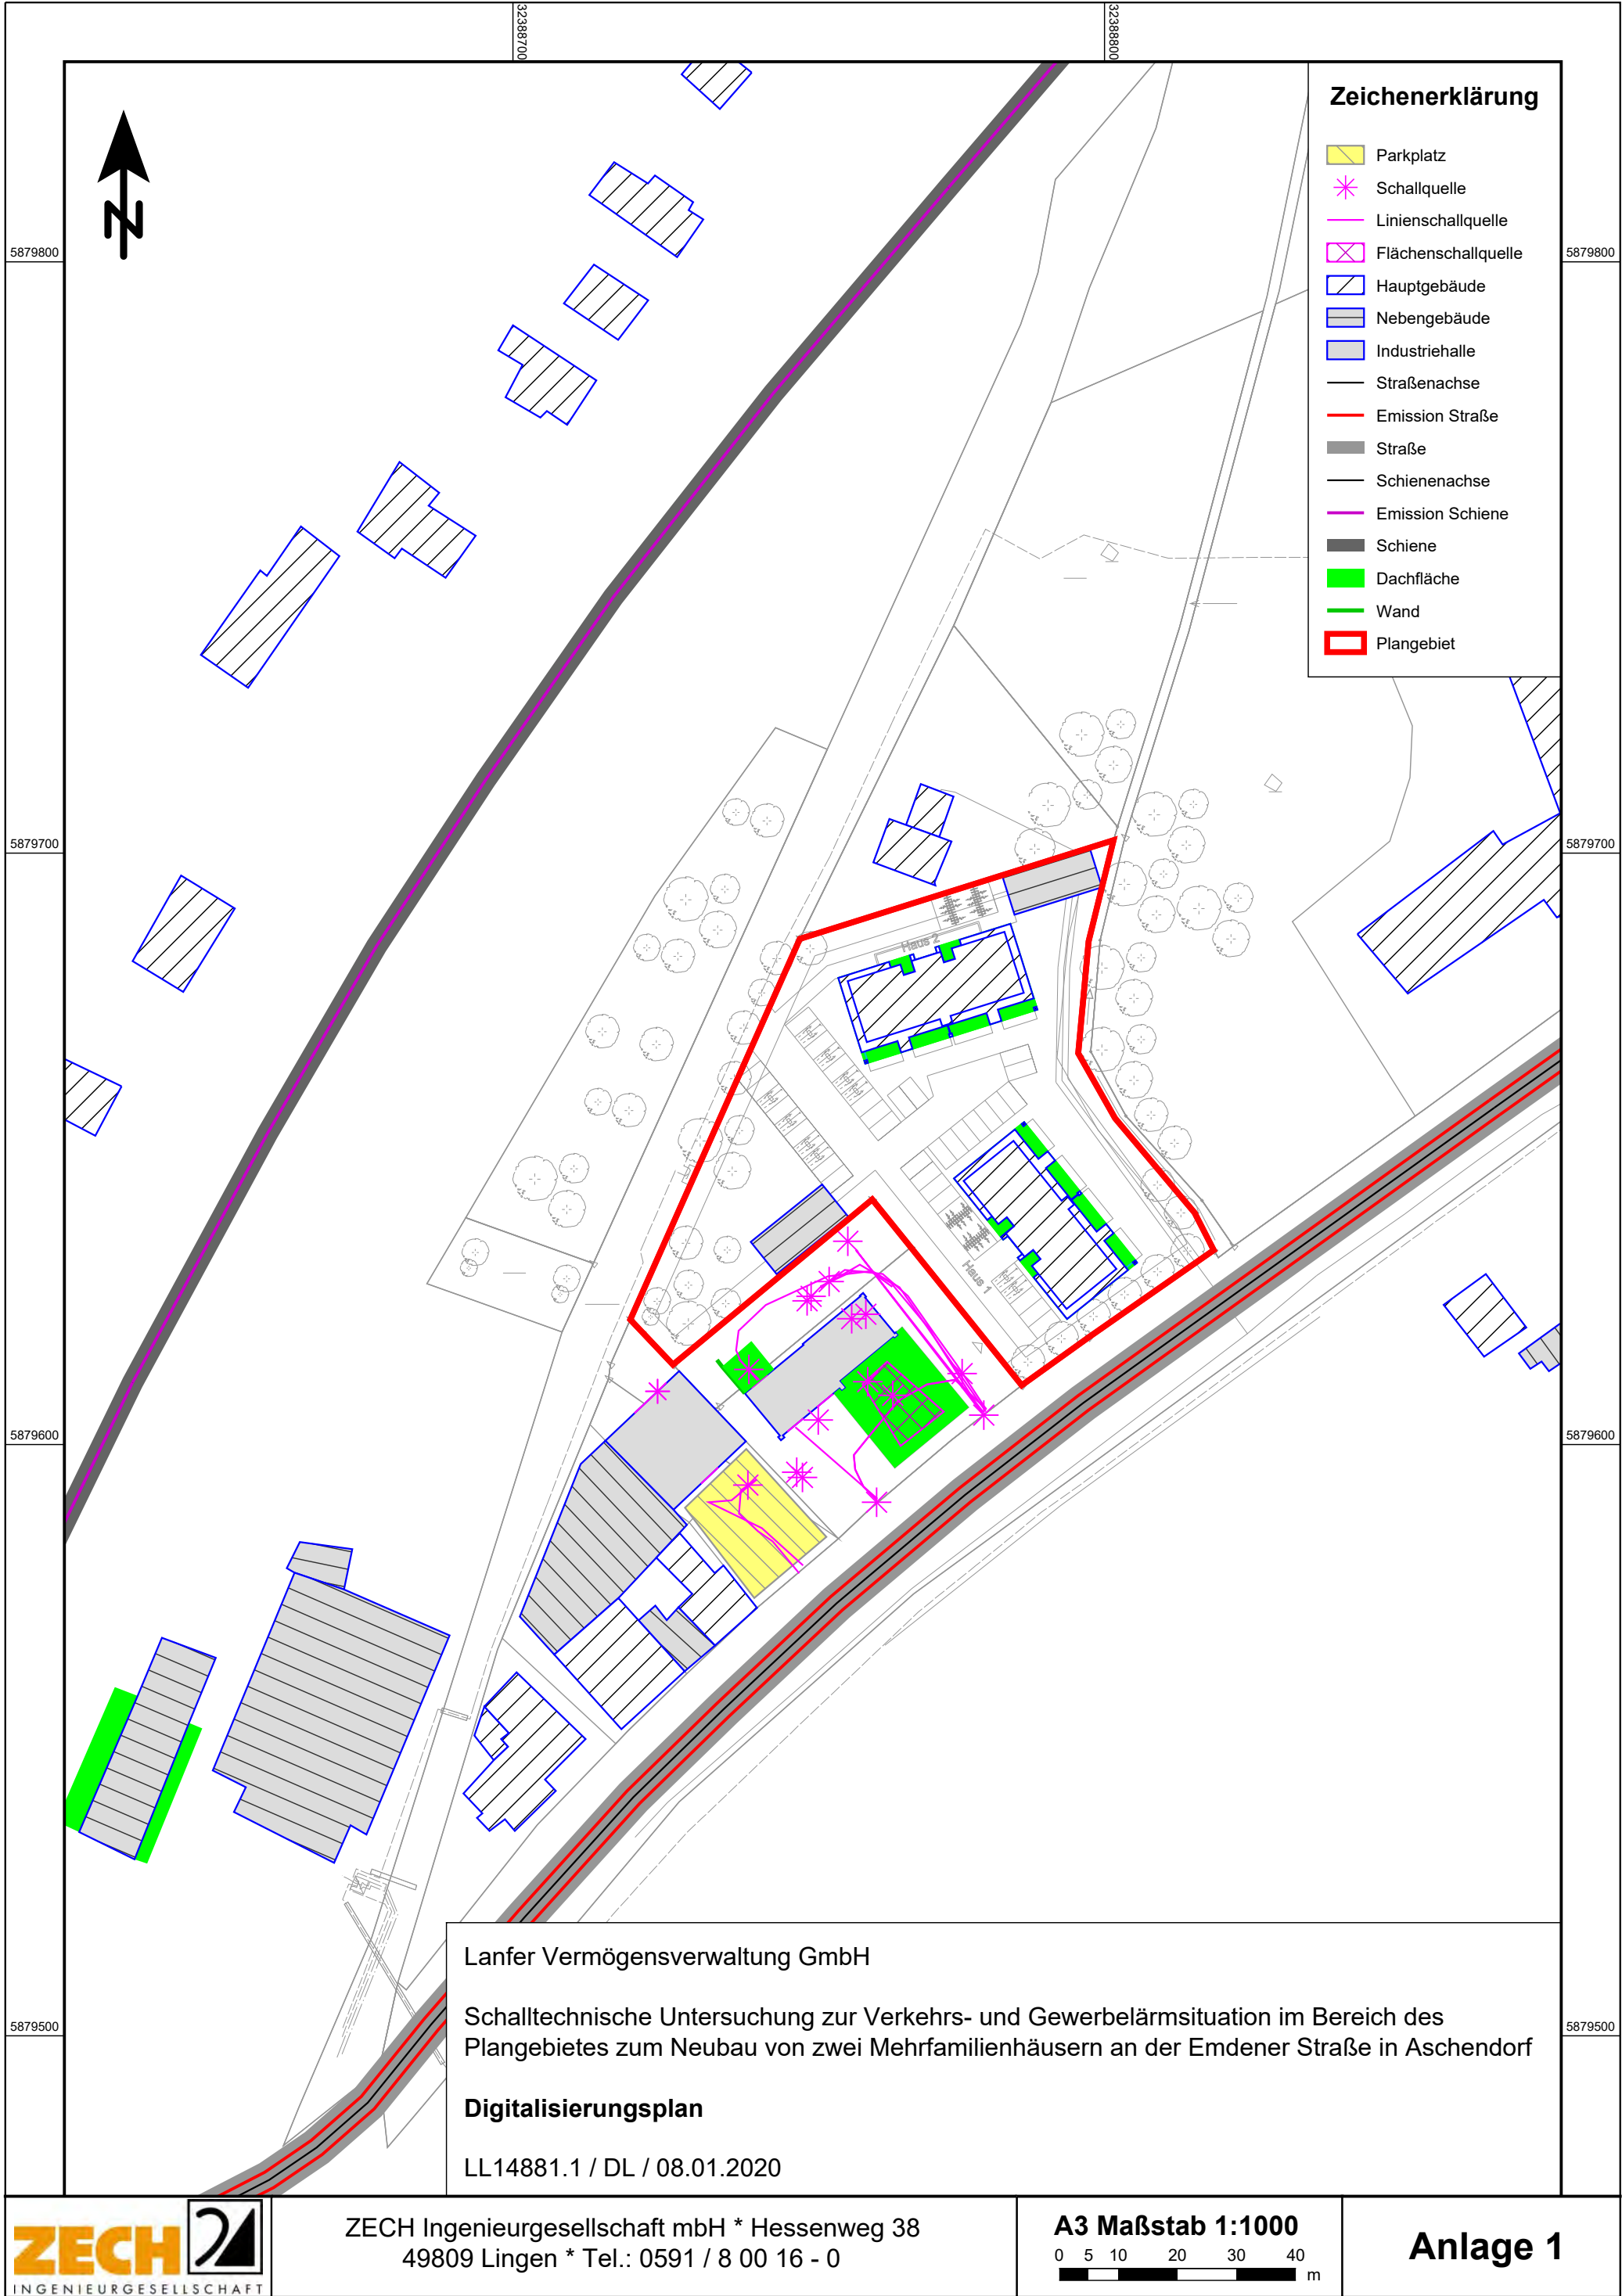 32388700
32388800
Zeichenerklärung
Parkplatz
Schallquelle
Linienschallquelle
Flächenschallquelle
Hauptgebäude
Nebengebäude
Industriehalle
Straßenachse
Emission Straße
Straße
Schienenachse
Emission Schiene
Schiene
Dachfläche
Wand
Plangebiet
N
5879800
5879800
5879700
5879700
Haus 2
Haus 1
5879600
5879600
5879500
5879500
Lanfer Vermögensverwaltung GmbH
Schalltechnische Untersuchung zur Verkehrs- und Gewerbelärmsituation im Bereich des
Plangebietes zum Neubau von zwei Mehrfamilienhäusern an der Emdener Straße in Aschendorf
Digitalisierungsplan
LL14881.1 / DL / 08.01.2020
ZECH
INGENIEURGESELLSCHAFT
ZECH Ingenieurgesellschaft mbH * Hessenweg 38
49809 Lingen * Tel.: 0591 / 8 00 16 - 0
A3 Maßstab 1:1000
0 5 10 20 30 40
m
Anlage 1